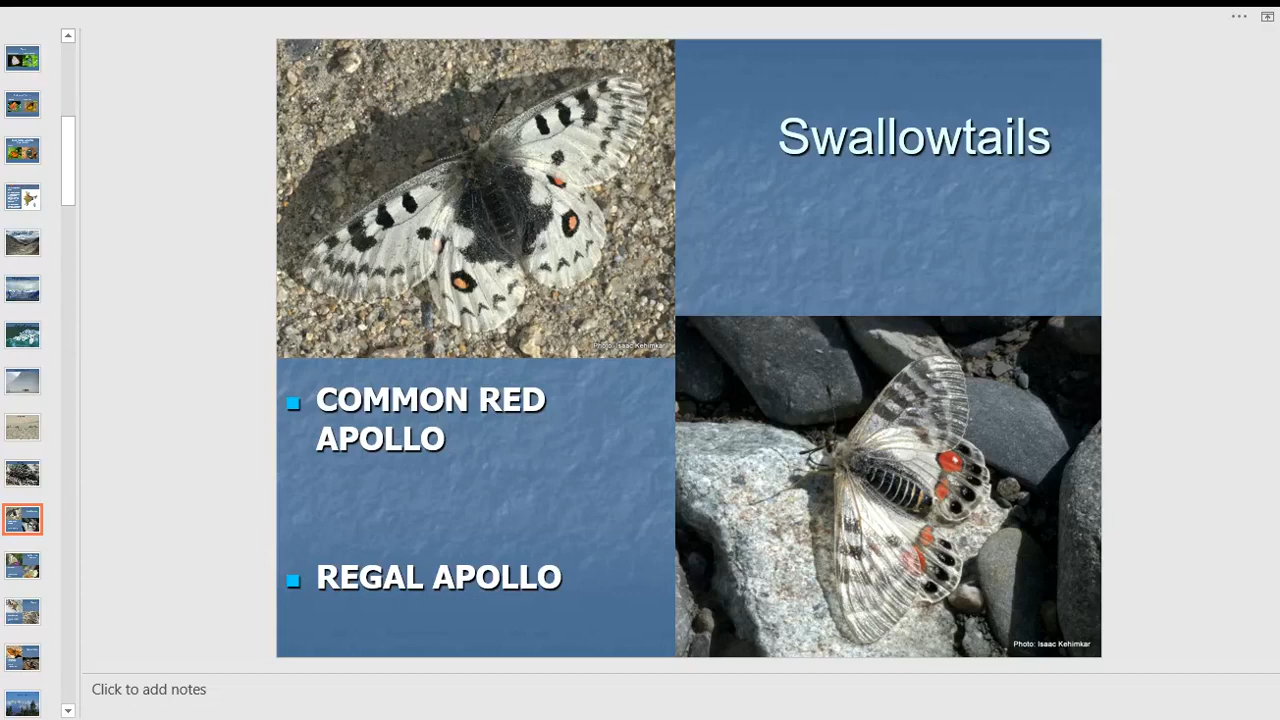 Swallowtails
Photo: Isaac Kehimkar
COMMON RED
APOLLO
REGAL APOLLO
Photo: Isaac Kehimkar
Click to add notes